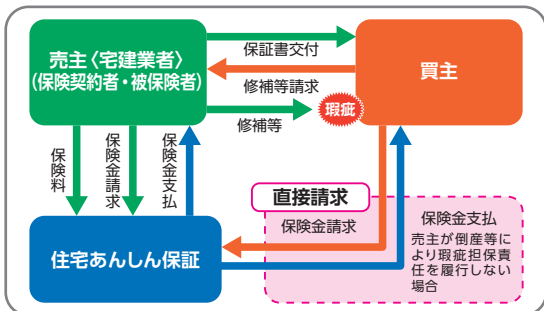 売主〈宅建業者〉
(保険契約者・被保険者)
保証書交付
買主
修補等請求
瑕疵
修補等
保険料
保険金請求
保険金支払
直接請求
保険金請求
保険金支払
売主が倒産等に
より瑕疵担保責
任を履行しない
場合
住宅あんしん保証